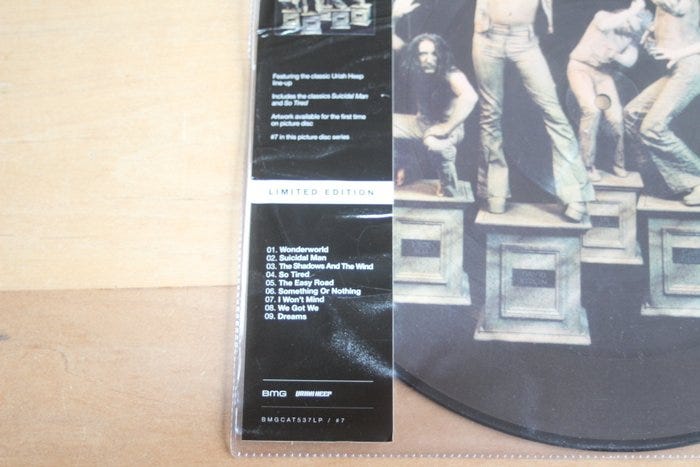 Featuring the classic Uriah Heep
line-up
Includes the classics Suicidal Man
and So Tired
Artwork available for the first time
on picture disc
#7 in this picture disc series
LIMITED EDITION
01. Wonderworld
02. Suicidal Man
03. The Shadows And The Wind
04. So Tired
05. The Easy Road
06. Something Or Nothing
07. I Won't Mind
08. We Got We
09. Dreams
BMG URIAH HEEP
BMGCAT537LP / #7